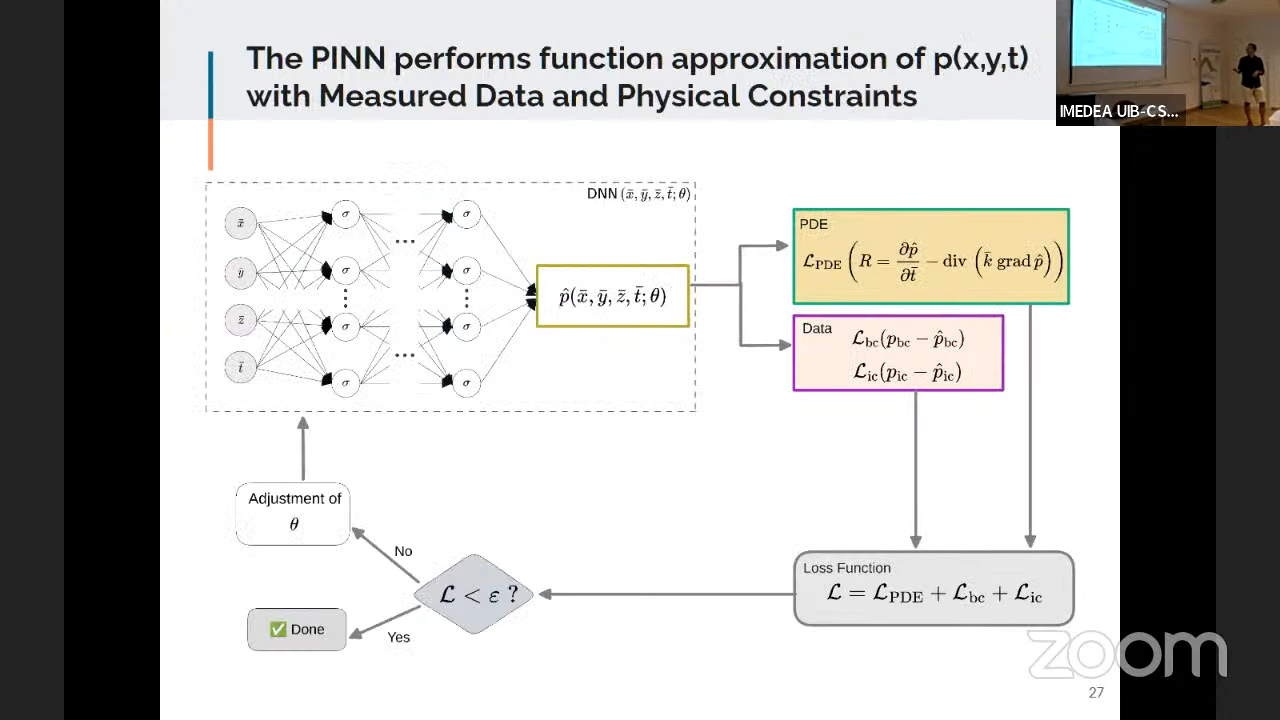 The PINN performs function approximation of p(x,y,t)
with Measured Data and Physical Constraints
IMEDEA UIB-CS...
DNN (x̄, ȳ, z̄, t̄; θ)
x̄
ȳ
z̄
t̄
σ σ
σ σ
σ σ
σ σ
p̂(x̄, ȳ, z̄, t̄; θ)
PDE
ℒ_PDE ( R = ∂p̂/∂t̄ − div (k̄ grad p̂) )
Data
ℒ_bc(p_bc − p̂_bc)
ℒ_ic(p_ic − p̂_ic)
Adjustment of
θ
No
ℒ < ε ?
Yes
✅ Done
Loss Function
ℒ = ℒ_PDE + ℒ_bc + ℒ_ic
zoom
27